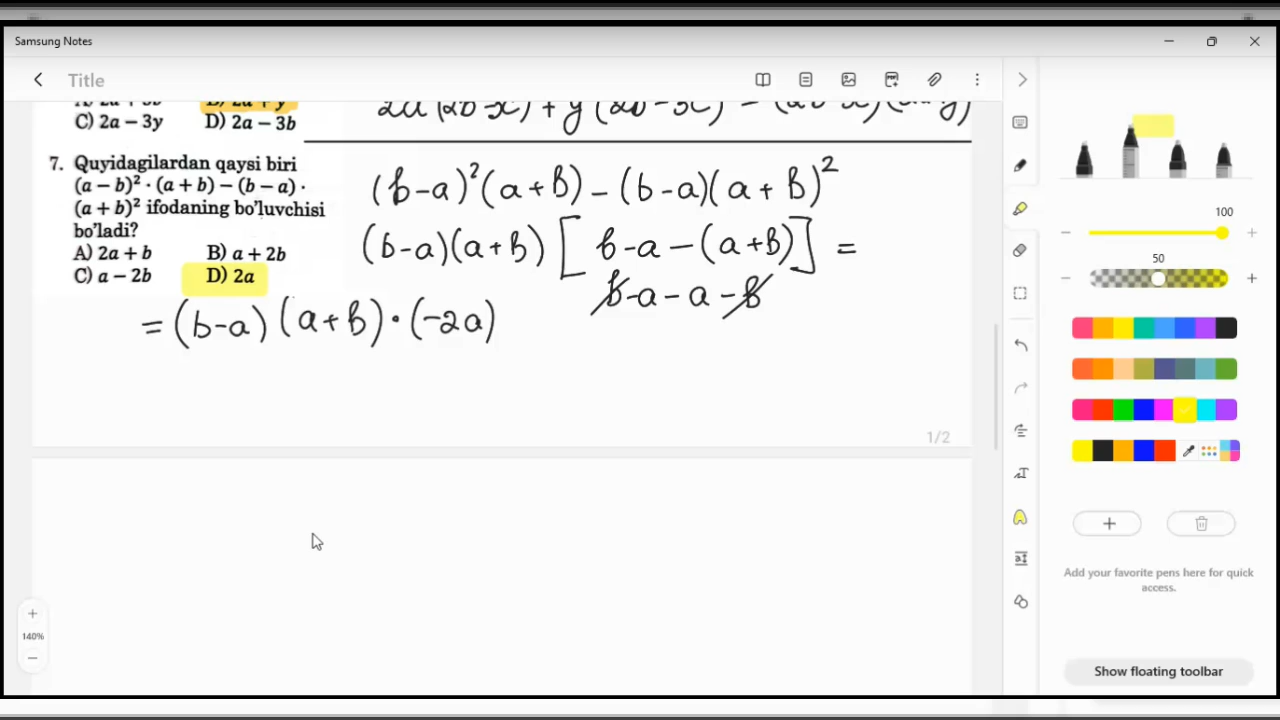 Samsung Notes
Title
D) 2a + y
C) 2a − 3y D) 2a − 3b
7. Quyidagilardan qaysi biri
(a − b)² · (a + b) − (b − a) ·
(a + b)² ifodaning bo'luvchisi
bo'ladi?
A) 2a + b B) a + 2b
C) a − 2b D) 2a
(b-a)²(a+b) - (b-a)(a+b)²
(b-a)(a+b) [ b-a-(a+b) ] =
b-a-a-b
= (b-a) (a+b) · (-2a)
1/2
140%
100
50
Add your favorite pens here for quick
access.
Show floating toolbar